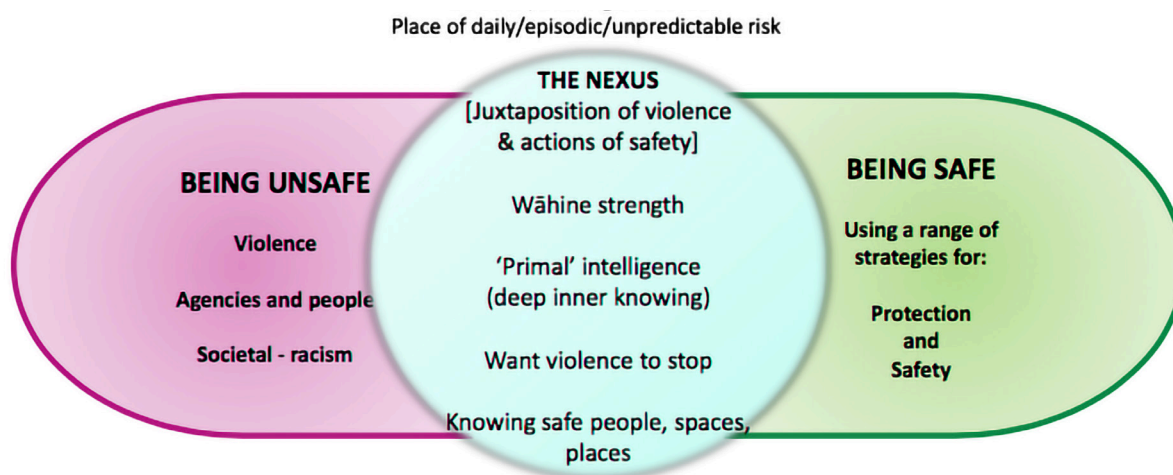 Place of daily/episodic/unpredictable risk
THE NEXUS
[Juxtaposition of violence
& actions of safety]
Wāhine strength
‘Primal’ intelligence
(deep inner knowing)
Want violence to stop
Knowing safe people, spaces,
places
BEING UNSAFE
Violence
Agencies and people
Societal - racism
BEING SAFE
Using a range of
strategies for:
Protection
and
Safety